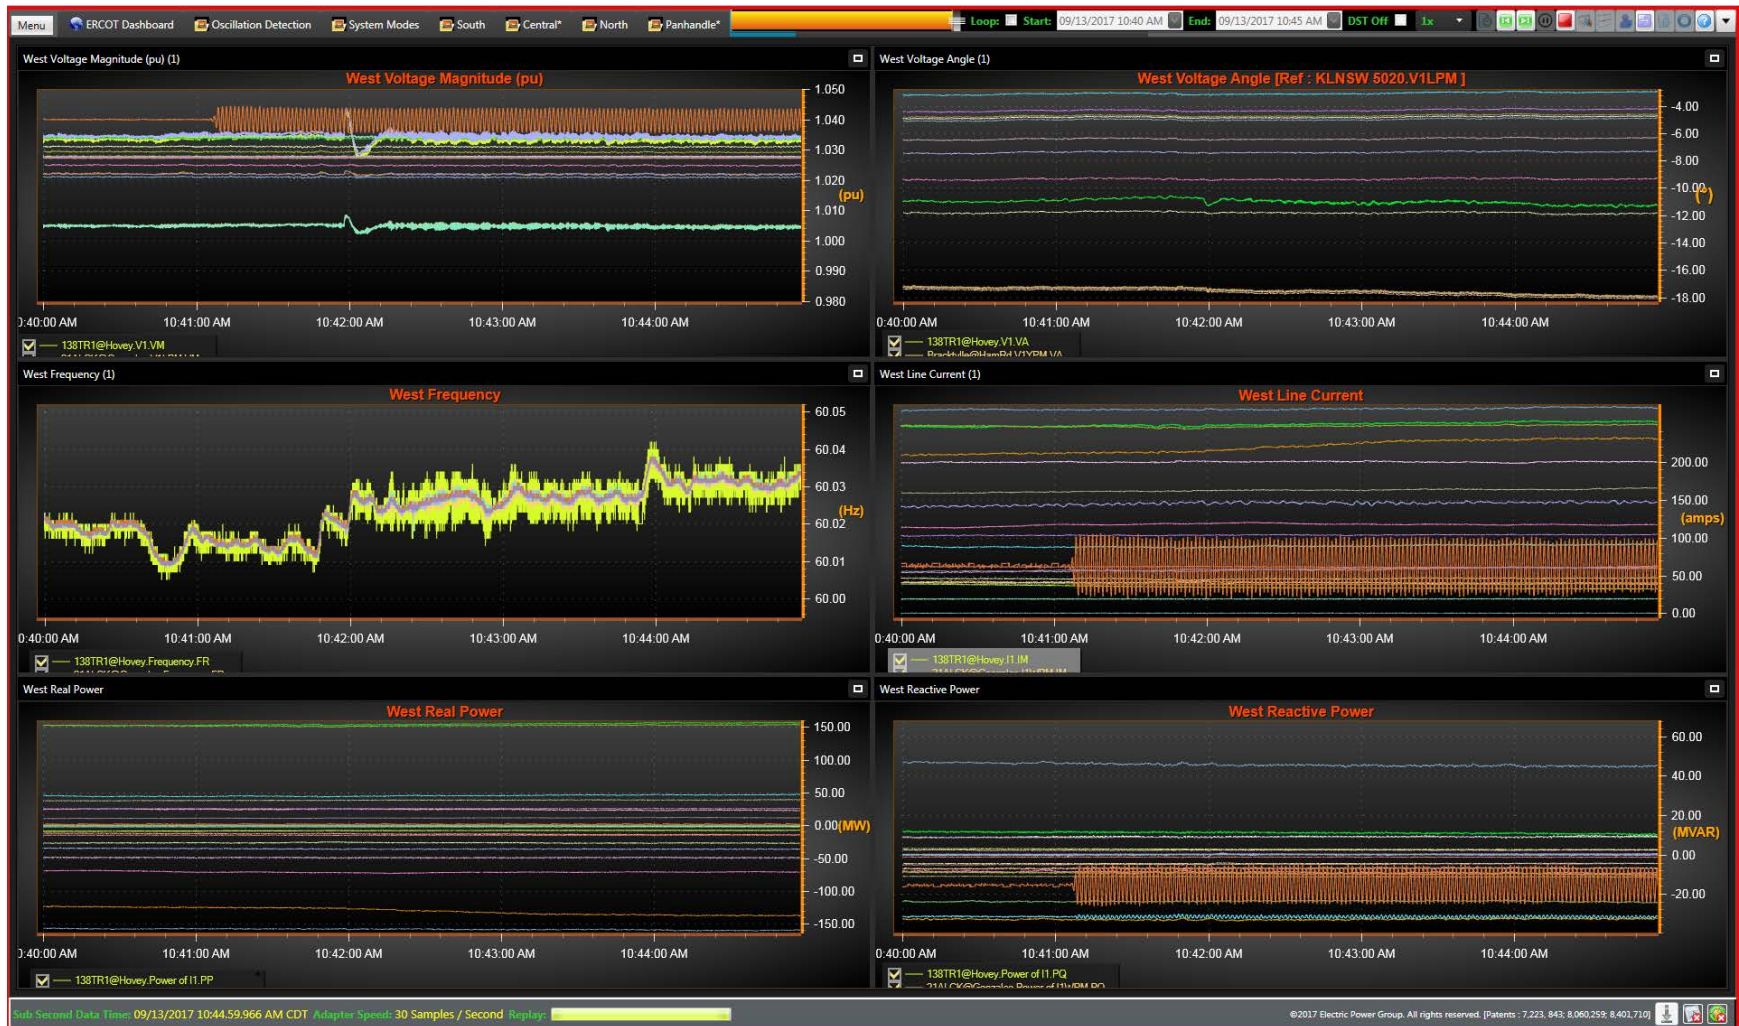 Menu ERCOT Dashboard Oscillation Detection System Modes South Central* North Panhandle* Loop: Start: 09/13/2017 10:40 AM End: 09/13/2017 10:45 AM DST Off 1x
West Voltage Magnitude (pu) (1)
West Voltage Magnitude (pu)
1.050
1.040
1.030
1.020
(pu)
1.010
1.000
0.990
0.980
0:40:00 AM 10:41:00 AM 10:42:00 AM 10:43:00 AM 10:44:00 AM
138TR1@Hovey.V1.VM
West Voltage Angle (1)
West Voltage Angle [Ref : KLNSW 5020.V1LPM ]
-4.00
-6.00
-8.00
-10.00
(°)
-12.00
-14.00
-16.00
-18.00
0:40:00 AM 10:41:00 AM 10:42:00 AM 10:43:00 AM 10:44:00 AM
138TR1@Hovey.V1.VA
West Frequency (1)
West Frequency
60.05
60.04
60.03
(Hz)
60.02
60.01
60.00
0:40:00 AM 10:41:00 AM 10:42:00 AM 10:43:00 AM 10:44:00 AM
138TR1@Hovey.Frequency.FR
West Line Current (1)
West Line Current
200.00
150.00
(amps)
100.00
50.00
0.00
0:40:00 AM 10:41:00 AM 10:42:00 AM 10:43:00 AM 10:44:00 AM
138TR1@Hovey.I1.IM
West Real Power
West Real Power
150.00
100.00
50.00
0.00 (MW)
-50.00
-100.00
-150.00
0:40:00 AM 10:41:00 AM 10:42:00 AM 10:43:00 AM 10:44:00 AM
138TR1@Hovey.Power of I1.PP
West Reactive Power
West Reactive Power
60.00
40.00
20.00
(MVAR)
0.00
-20.00
0:40:00 AM 10:41:00 AM 10:42:00 AM 10:43:00 AM 10:44:00 AM
138TR1@Hovey.Power of I1.PQ
Sub Second Data Time: 09/13/2017 10:44:59.966 AM CDT Adapter Speed: 30 Samples / Second Replay:
©2017 Electric Power Group. All rights reserved. [Patents : 7,223, 843; 8,060,259; 8,401,710]